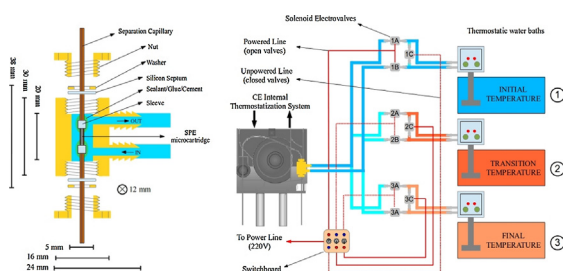 Separation Capillary
Nut
Washer
Silicon Septum
Sealant/Glue/Cement
Sleeve
OUT
SPE
microcartridge
IN
38 mm
30 mm
20 mm
12 mm
5 mm
16 mm
24 mm
Solenoid Electrovalves
Powered Line
(open valves)
Unpowered Line
(closed valves)
CE Internal
Thermostatization System
To Power Line
(220V)
Switchboard
1A
1C
1B
2A
2C
2B
3A
3C
3A
Thermostatic water baths
INITIAL
TEMPERATURE
1
TRANSITION
TEMPERATURE
2
FINAL
TEMPERATURE
3